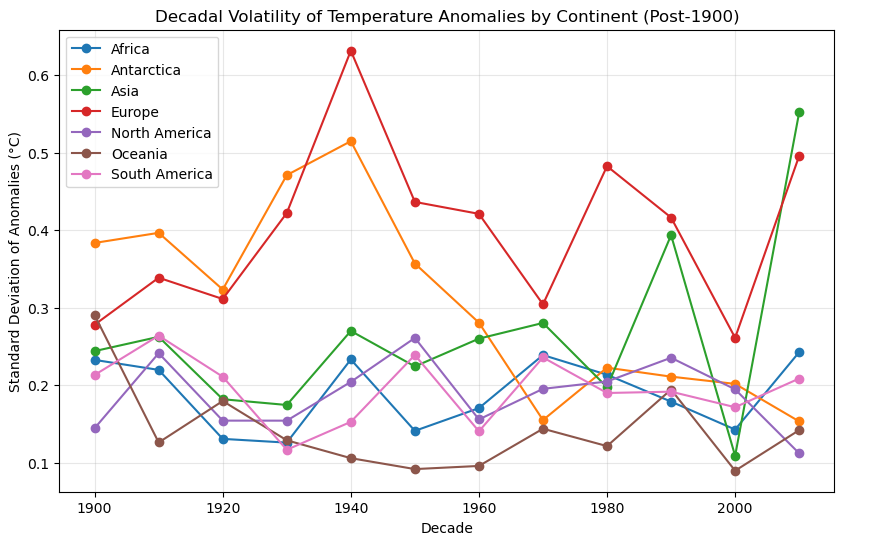 Decadal Volatility of Temperature Anomalies by Continent (Post-1900)
Africa
Antarctica
Asia
Europe
North America
Oceania
South America
Standard Deviation of Anomalies (°C)
0.6
0.5
0.4
0.3
0.2
0.1
1900 1920 1940 1960 1980 2000
Decade